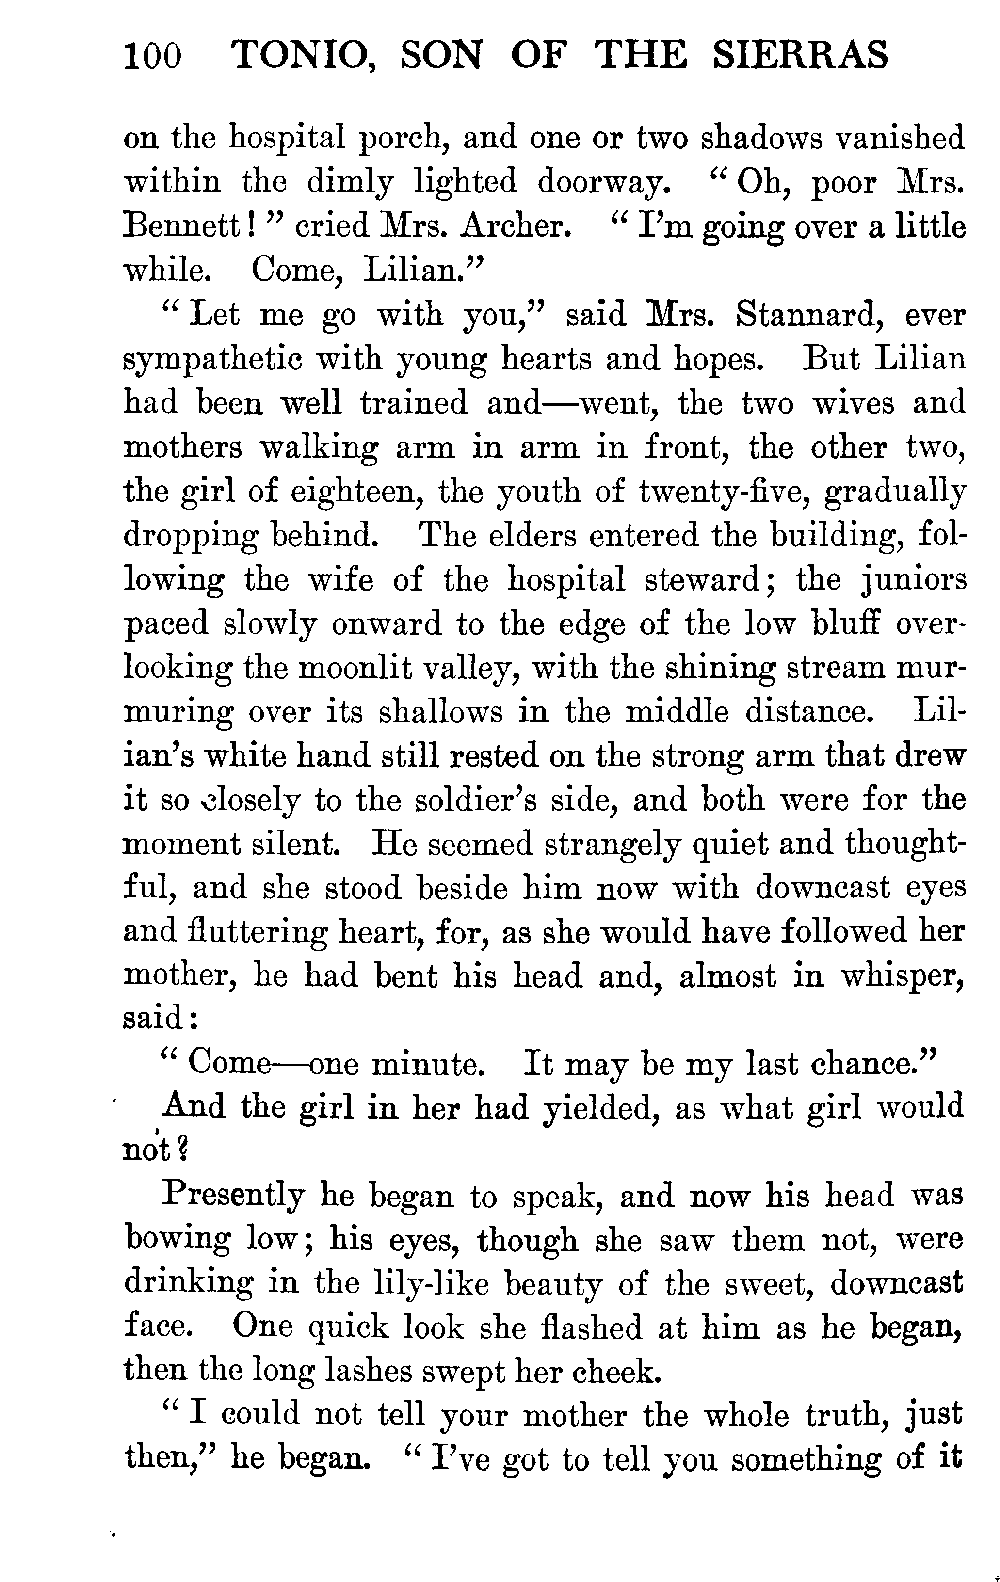 100 TONIO, SON OF THE SIERRAS
on the hospital porch, and one or two shadows vanished
within the dimly lighted doorway. “ Oh, poor Mrs.
Bennett! ” cried Mrs. Archer. “ I’m going over a little
while. Come, Lilian.”
“ Let me go with you,” said Mrs. Stannard, ever
sympathetic with young hearts and hopes. But Lilian
had been well trained and—went, the two wives and
mothers walking arm in arm in front, the other two,
the girl of eighteen, the youth of twenty-five, gradually
dropping behind. The elders entered the building, fol-
lowing the wife of the hospital steward; the juniors
paced slowly onward to the edge of the low bluff over-
looking the moonlit valley, with the shining stream mur-
muring over its shallows in the middle distance. Lil-
ian’s white hand still rested on the strong arm that drew
it so closely to the soldier’s side, and both were for the
moment silent. He seemed strangely quiet and thought-
ful, and she stood beside him now with downcast eyes
and fluttering heart, for, as she would have followed her
mother, he had bent his head and, almost in whisper,
said:
“ Come—one minute. It may be my last chance.”
And the girl in her had yielded, as what girl would
not?
Presently he began to speak, and now his head was
bowing low; his eyes, though she saw them not, were
drinking in the lily-like beauty of the sweet, downcast
face. One quick look she flashed at him as he began,
then the long lashes swept her cheek.
“ I could not tell your mother the whole truth, just
then,” he began. “ I’ve got to tell you something of it